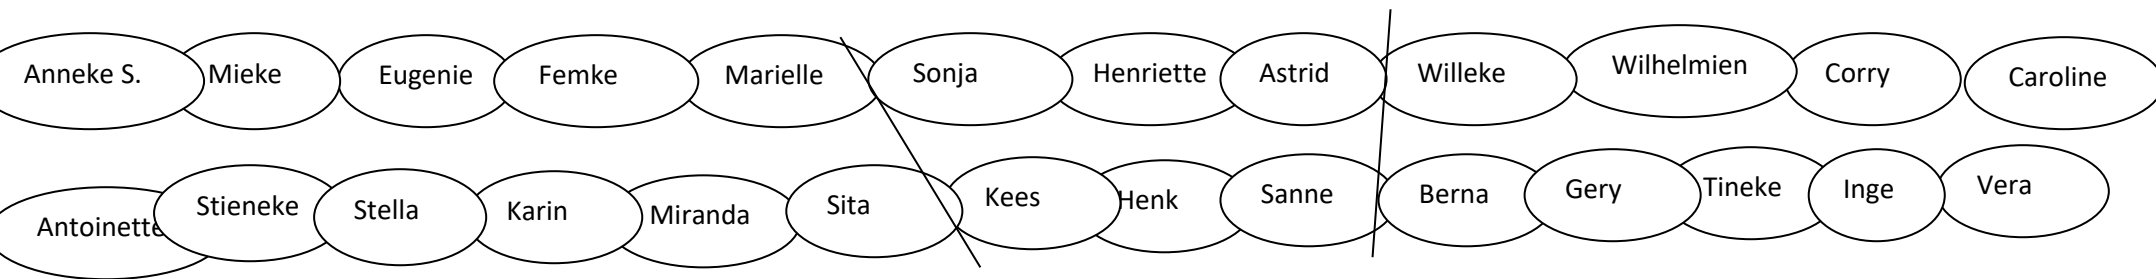 Anneke S. Mieke Eugenie Femke Marielle Sonja Henriette Astrid Willeke Wilhelmien Corry Caroline
Antoinette Stieneke Stella Karin Miranda Sita Kees Henk Sanne Berna Gery Tineke Inge Vera